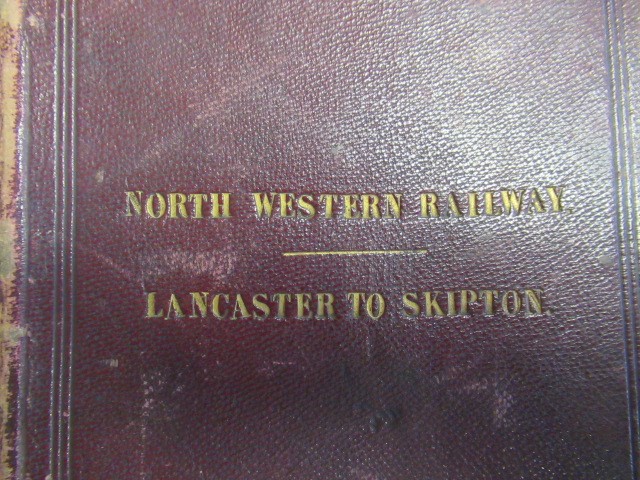 NORTH WESTERN RAILWAY.
LANCASTER TO SKIPTON.